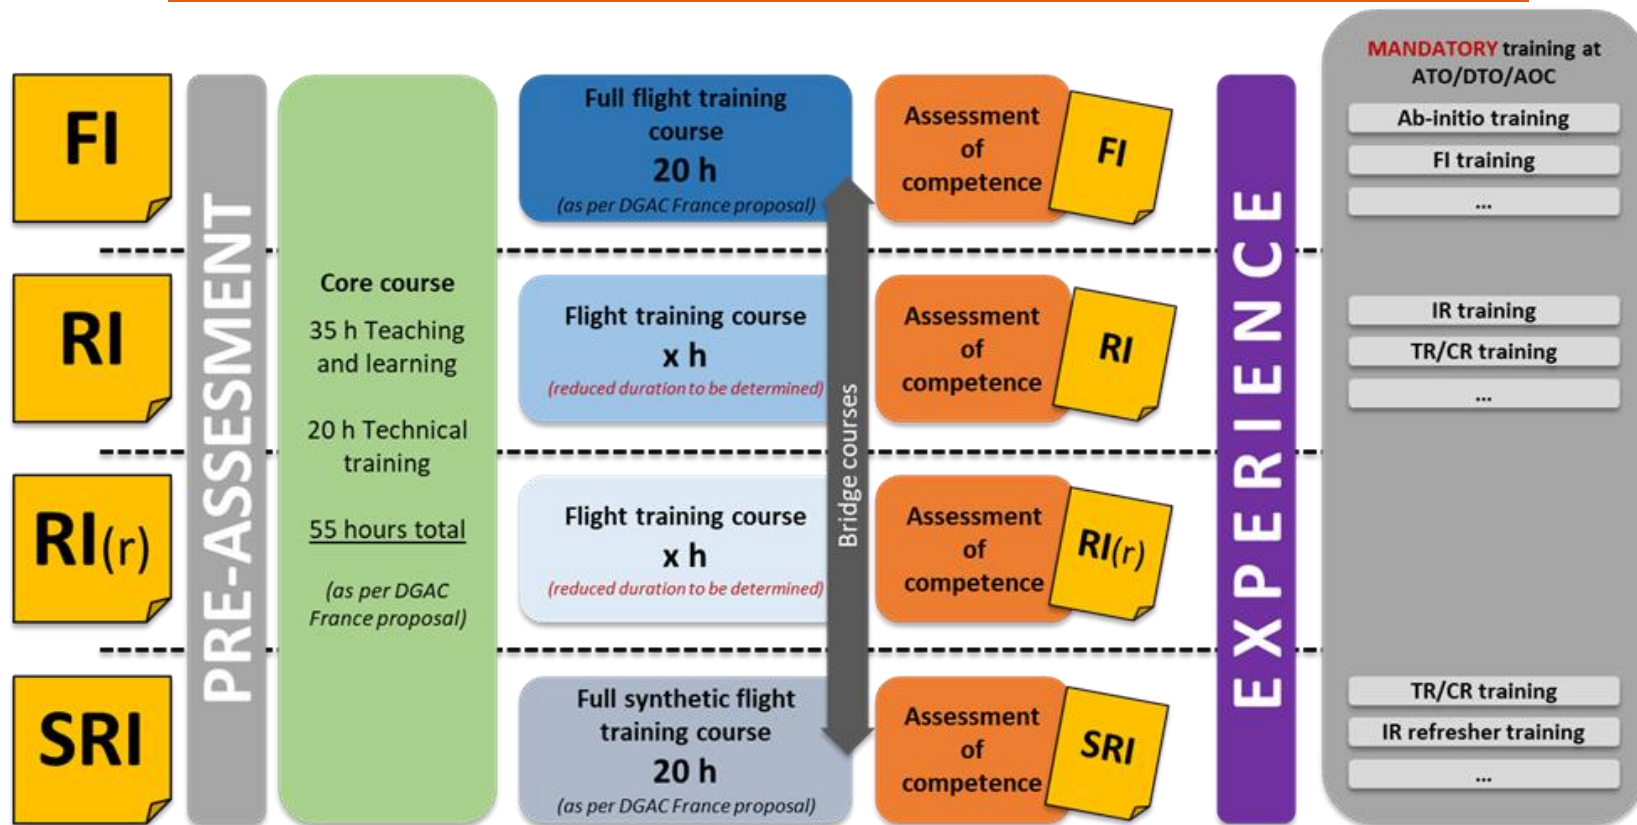 FI
RI
RI(r)
SRI
PRE-ASSESSMENT
Core course
35 h Teaching
and learning
20 h Technical
training
55 hours total
(as per DGAC
France proposal)
Full flight training
course
20 h
(as per DGAC France proposal)
Flight training course
x h
(reduced duration to be determined)
Flight training course
x h
(reduced duration to be determined)
Full synthetic flight
training course
20 h
(as per DGAC France proposal)
Bridge courses
Assessment
of
competence
FI
Assessment
of
competence
RI
Assessment
of
competence
RI(r)
Assessment
of
competence
SRI
EXPERIENCE
MANDATORY training at
ATO/DTO/AOC
Ab-initio training
FI training
...
IR training
TR/CR training
...
TR/CR training
IR refresher training
...